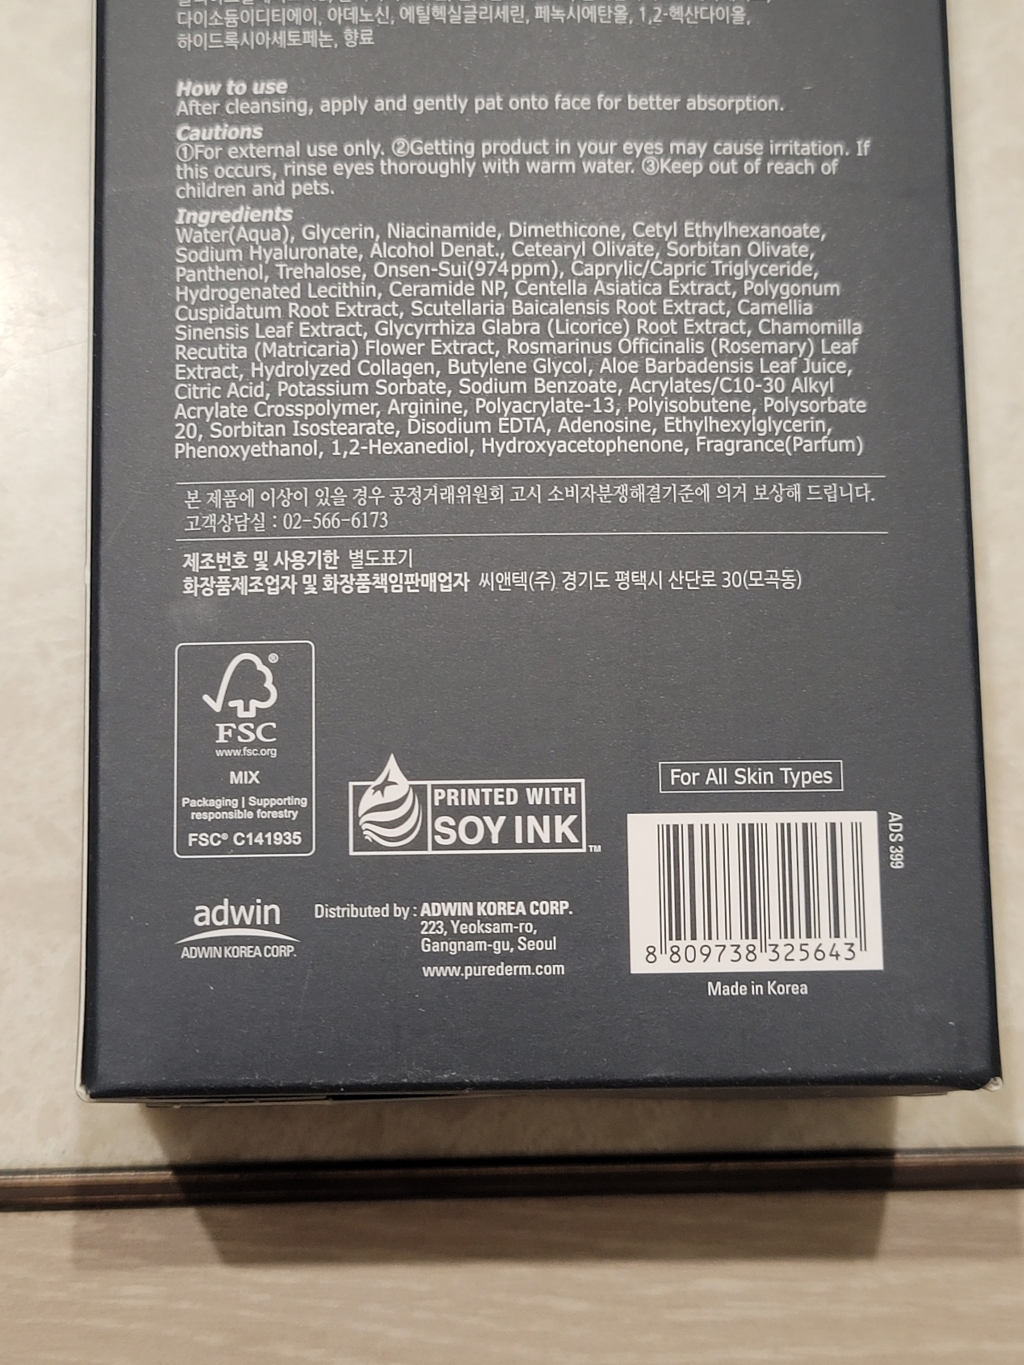 다이소듐이디티에이, 아데노신, 에틸헥실글리세린, 페녹시에탄올, 1,2-헥산다이올,
하이드록시아세토페논, 향료
How to use
After cleansing, apply and gently pat onto face for better absorption.
Cautions
①For external use only. ②Getting product in your eyes may cause irritation. If
this occurs, rinse eyes thoroughly with warm water. ③Keep out of reach of
children and pets.
Ingredients
Water(Aqua), Glycerin, Niacinamide, Dimethicone, Cetyl Ethylhexanoate,
Sodium Hyaluronate, Alcohol Denat., Cetearyl Olivate, Sorbitan Olivate,
Panthenol, Trehalose, Onsen-Sui(974ppm), Caprylic/Capric Triglyceride,
Hydrogenated Lecithin, Ceramide NP, Centella Asiatica Extract, Polygonum
Cuspidatum Root Extract, Scutellaria Baicalensis Root Extract, Camellia
Sinensis Leaf Extract, Glycyrrhiza Glabra (Licorice) Root Extract, Chamomilla
Recutita (Matricaria) Flower Extract, Rosmarinus Officinalis (Rosemary) Leaf
Extract, Hydrolyzed Collagen, Butylene Glycol, Aloe Barbadensis Leaf Juice,
Citric Acid, Potassium Sorbate, Sodium Benzoate, Acrylates/C10-30 Alkyl
Acrylate Crosspolymer, Arginine, Polyacrylate-13, Polyisobutene, Polysorbate
20, Sorbitan Isostearate, Disodium EDTA, Adenosine, Ethylhexylglycerin,
Phenoxyethanol, 1,2-Hexanediol, Hydroxyacetophenone, Fragrance(Parfum)
본 제품에 이상이 있을 경우 공정거래위원회 고시 소비자분쟁해결기준에 의거 보상해 드립니다.
고객상담실 : 02-566-6173
제조번호 및 사용기한 별도표기
화장품제조업자 및 화장품책임판매업자 씨앤텍(주) 경기도 평택시 산단로 30(모곡동)
FSC®
www.fsc.org
MIX
Packaging | Supporting
responsible forestry
FSC® C141935
PRINTED WITH
SOY INK™
For All Skin Types
ADS 399
8 809738 325643
Made in Korea
adwin
ADWIN KOREA CORP.
Distributed by : ADWIN KOREA CORP.
223, Yeoksam-ro,
Gangnam-gu, Seoul
www.purederm.com